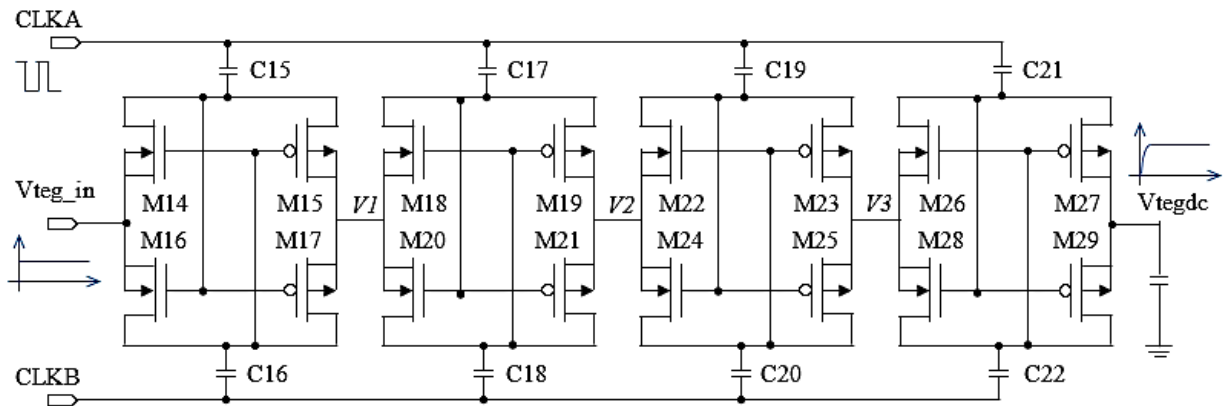 CLKA
C15 C17 C19 C21
Vteg_in
M14 M15 V1 M18 M19 V2 M22 M23 V3 M26 M27 Vtegdc
M16 M17 M20 M21 M24 M25 M28 M29
CLKB
C16 C18 C20 C22